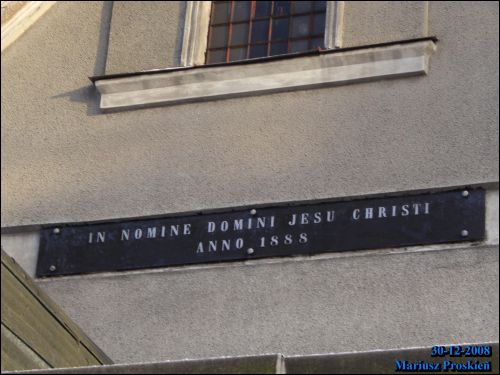 IN NOMINE DOMINI JESU CHRISTI
ANNO 1888
30-12-2008
Mariusz Proskień